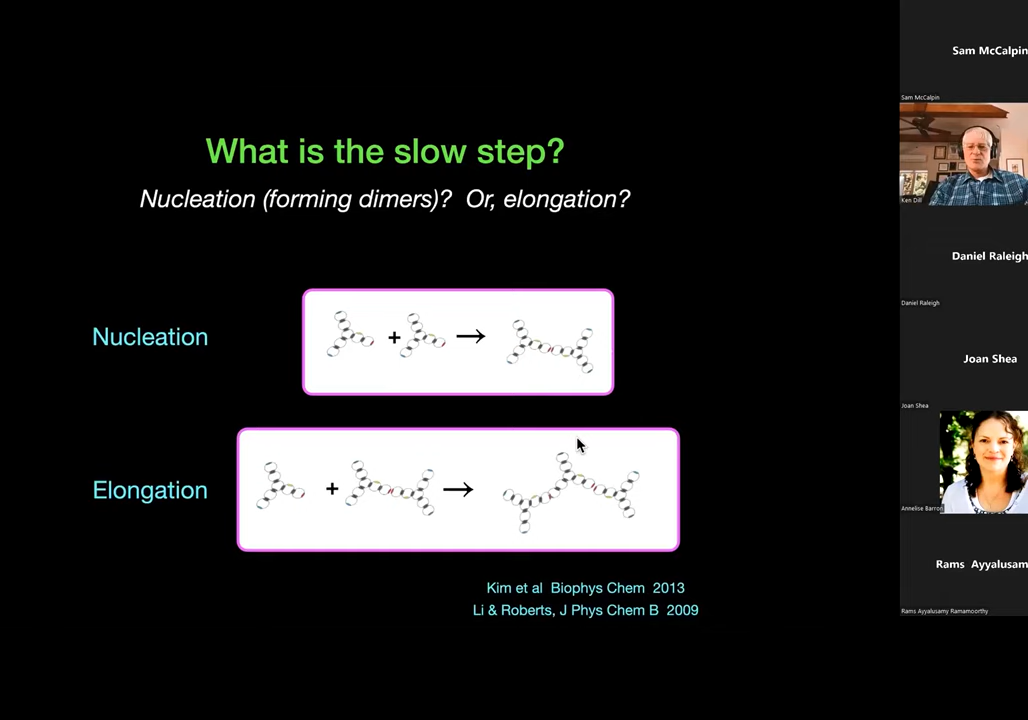 What is the slow step?
Nucleation (forming dimers)?  Or, elongation?
Nucleation
+
Elongation
+
Kim et al  Biophys Chem  2013
Li & Roberts, J Phys Chem B  2009
Sam McCalpin
Sam McCalpin
Ken Dill
Daniel Raleigh
Daniel Raleigh
Joan Shea
Joan Shea
Annelise Barron
Rams  Ayyalusam
Rams Ayyalusamy Ramamoorthy